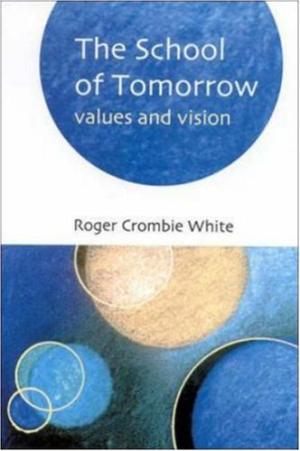 The School
of Tomorrow
values and vision
Roger Crombie White